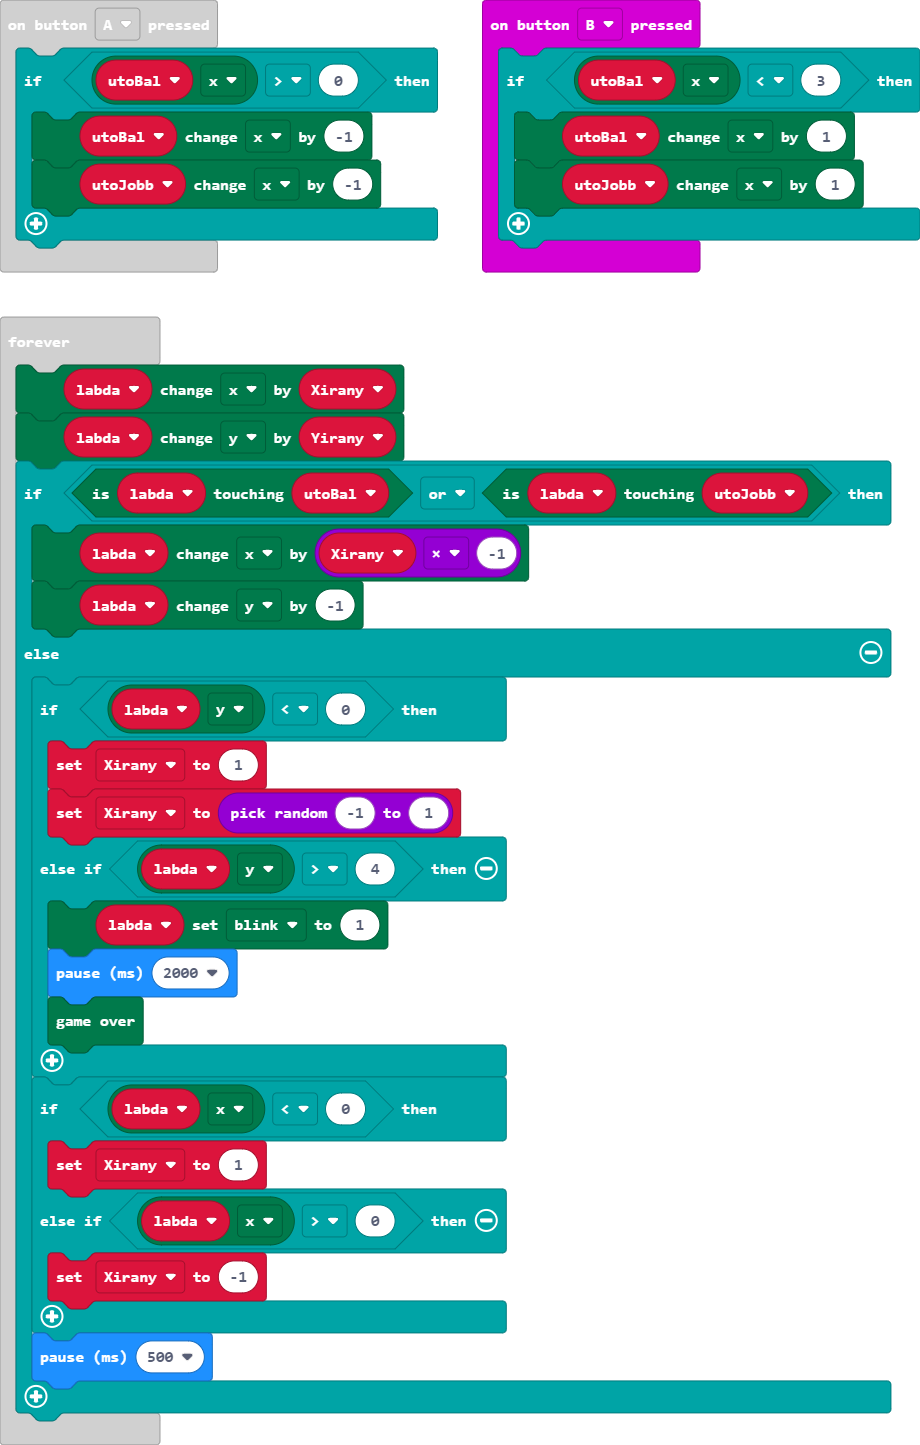 on button A pressed
if utoBal x > 0 then
utoBal change x by -1
utoJobb change x by -1
on button B pressed
if utoBal x < 3 then
utoBal change x by 1
utoJobb change x by 1
forever
labda change x by Xirany
labda change y by Yirany
if is labda touching utoBal or is labda touching utoJobb then
labda change x by Xirany × -1
labda change y by -1
else
if labda y < 0 then
set Xirany to 1
set Xirany to pick random -1 to 1
else if labda y > 4 then
labda set blink to 1
pause (ms) 2000
game over
if labda x < 0 then
set Xirany to 1
else if labda x > 0 then
set Xirany to -1
pause (ms) 500